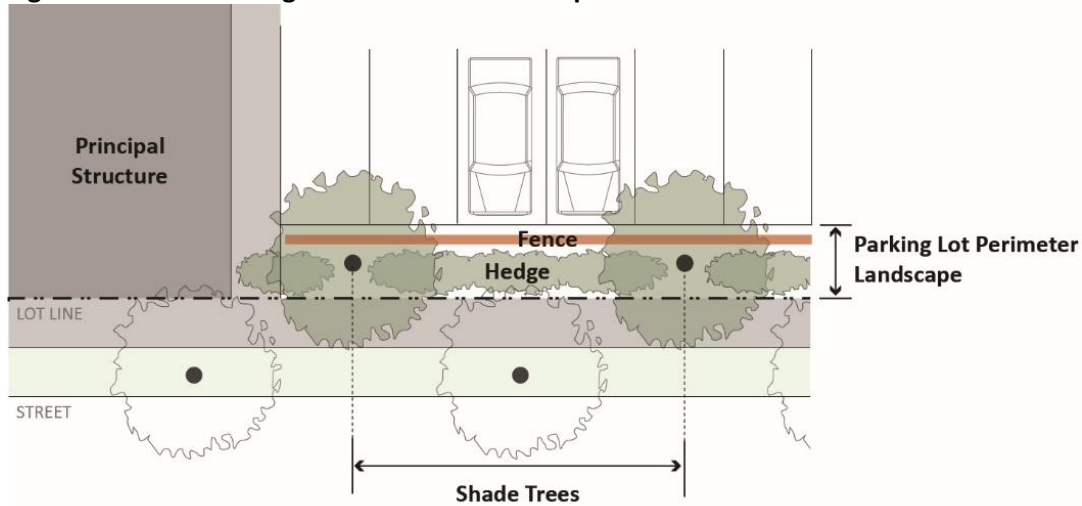 Principal
Structure
Fence
Hedge
Parking Lot Perimeter
Landscape
LOT LINE
STREET
Shade Trees